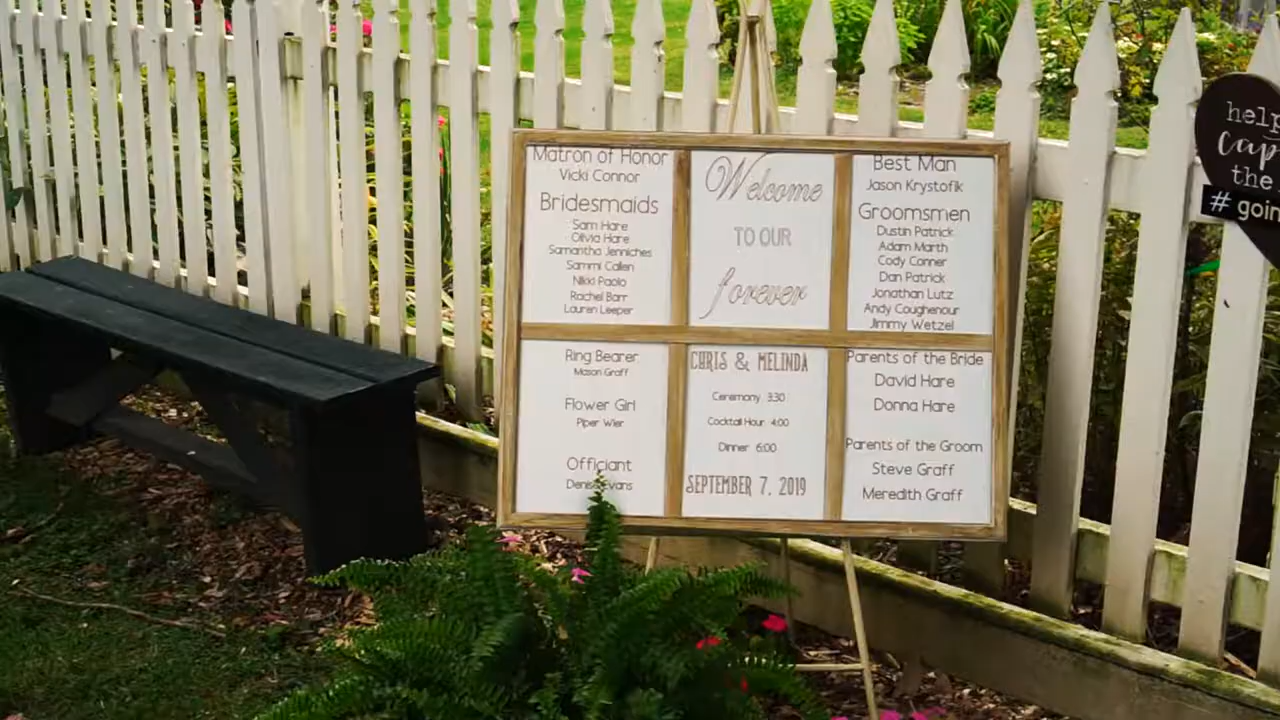 Matron of Honor
Vicki Connor
Bridesmaids
Sam Hare
Olivia Hare
Samantha Jenniches
Sammi Callen
Nikki Paolo
Rachel Barr
Lauren Leeper
Welcome
TO OUR
forever
Best Man
Jason Krystofik
Groomsmen
Dustin Patrick
Adam Marth
Cody Conner
Dan Patrick
Jonathan Lutz
Andy Coughenour
Jimmy Wetzel
Ring Bearer
Mason Graff
Flower Girl
Piper Wier
Officiant
Denise Evans
CHRIS & MELINDA
Ceremony 3:30
Cocktail Hour 4:00
Dinner 6:00
SEPTEMBER 7, 2019
Parents of the Bride
David Hare
Donna Hare
Parents of the Groom
Steve Graff
Meredith Graff
help
Cap
the
# goin